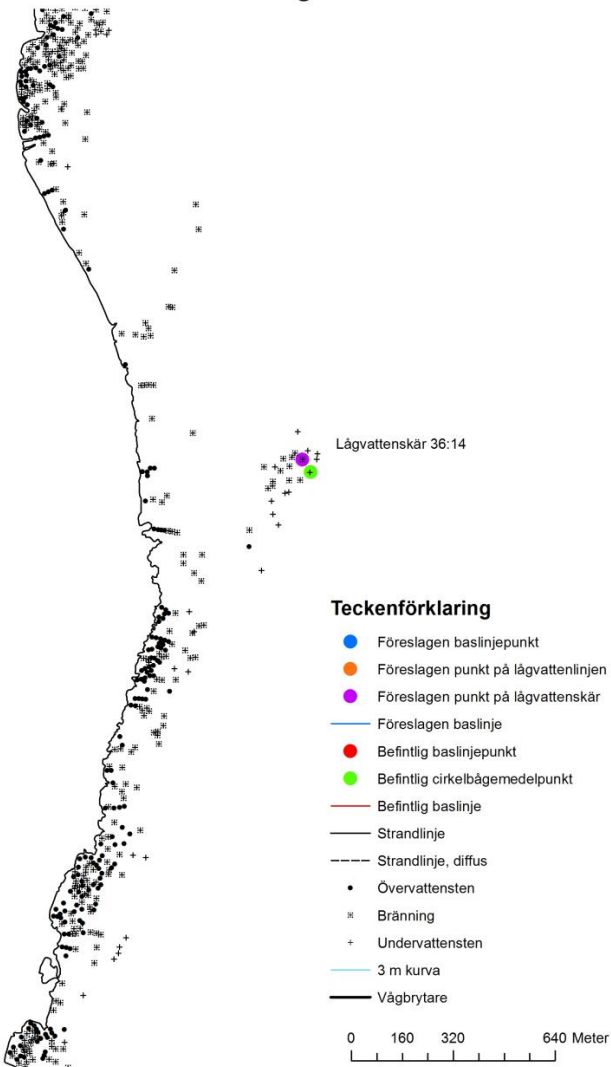 Lågvattenskär 36:14
Teckenförklaring
Föreslagen baslinjepunkt
Föreslagen punkt på lågvattenlinjen
Föreslagen punkt på lågvattenskär
Föreslagen baslinje
Befintlig baslinjepunkt
Befintlig cirkelbågemedelpunkt
Befintlig baslinje
Strandlinje
Strandlinje, diffus
Övervattensten
Bränning
Undervattensten
3 m kurva
Vågbrytare
0 160 320 640 Meter